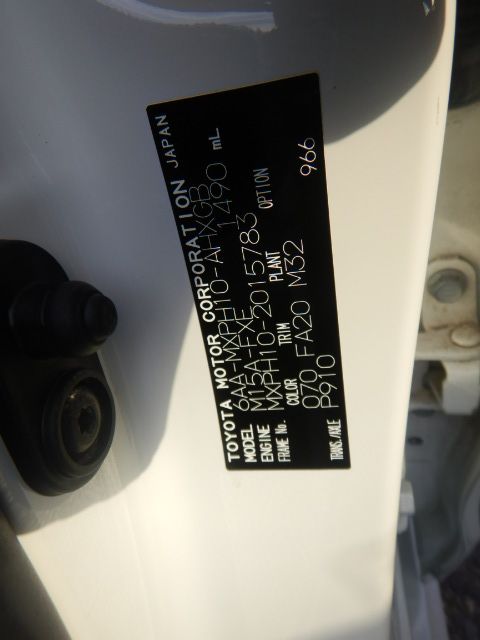 TOYOTA MOTOR CORPORATION JAPAN
MODEL 6AA-MXPH10-AHXGB
ENGINE M15A-FXE 1490 mL
FRAME No. MXPH10-2015783
COLOR TRIM PLANT OPTION
070 FA20 M32 966
TRANS./AXLE P910